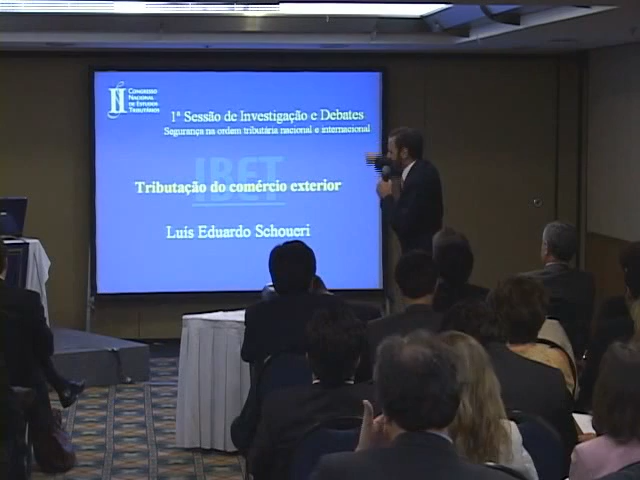 CONGRESSO
NACIONAL
DE ESTUDOS
TRIBUTÁRIOS
1ª Sessão de Investigação e Debates
Segurança na ordem tributária nacional e internacional
IBET
Tributação do comércio exterior
Luís Eduardo Schoueri